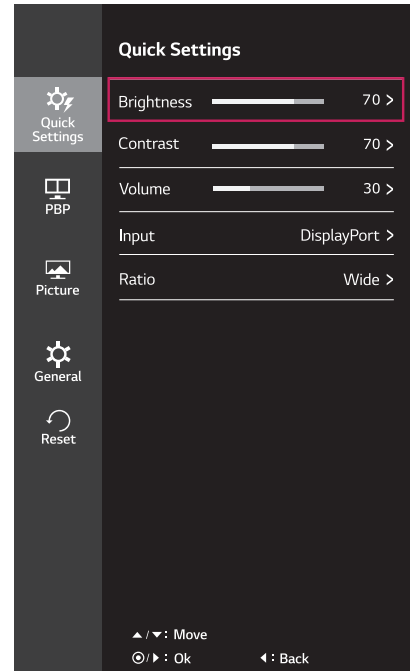 Quick Settings
Quick
Settings
PBP
Picture
General
Reset
Brightness 70 >
Contrast 70 >
Volume 30 >
Input DisplayPort >
Ratio Wide >
▲/▼: Move
◉/▶: Ok ◀: Back